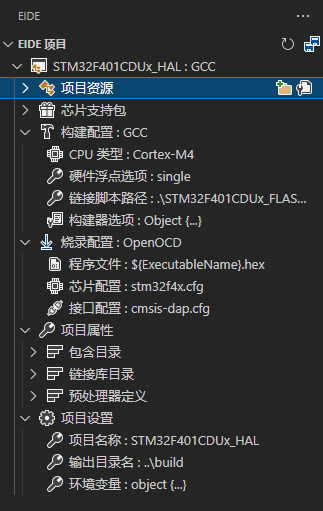 EIDE
EIDE 项目
STM32F401CDUx_HAL : GCC
项目资源
芯片支持包
构建配置 : GCC
CPU 类型 : Cortex-M4
硬件浮点选项 : single
链接脚本路径 : .\STM32F401CDUx_FLAS...
构建器选项 : Object {...}
烧录配置 : OpenOCD
程序文件 : ${ExecutableName}.hex
芯片配置 : stm32f4x.cfg
接口配置 : cmsis-dap.cfg
项目属性
包含目录
链接库目录
预处理器定义
项目设置
项目名称 : STM32F401CDUx_HAL
输出目录名 : ..\build
环境变量 : object {...}